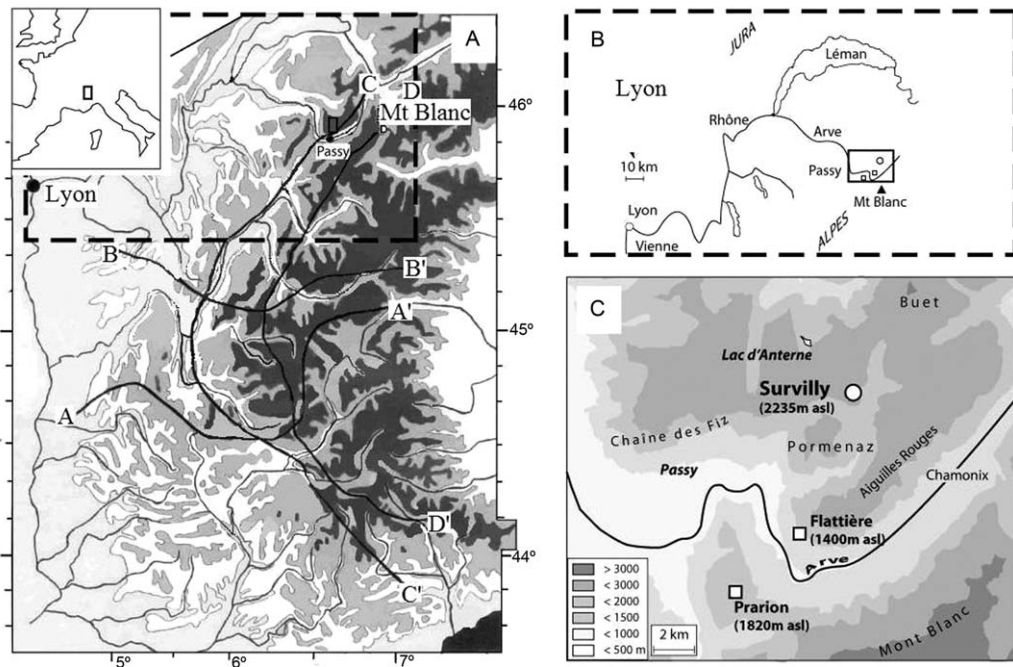 A
C
D
46°
Mt Blanc
Passy
Lyon
B
B'
A'
45°
A
D'
44°
C'
5°
6°
7°
B
JURA
Léman
Lyon
Rhône
Arve
10 km
Passy
Mt Blanc
Lyon
ALPES
Vienne
C
Buet
Lac d'Anterne
Survilly
(2235m asl)
Chaîne des Fiz
Pormenaz
Passy
Aiguilles Rouges
Chamonix
Flattière
(1400m asl)
Arve
> 3000
< 3000
< 2000
< 1500
< 1000
< 500 m
2 km
Prarion
(1820m asl)
Mont Blanc